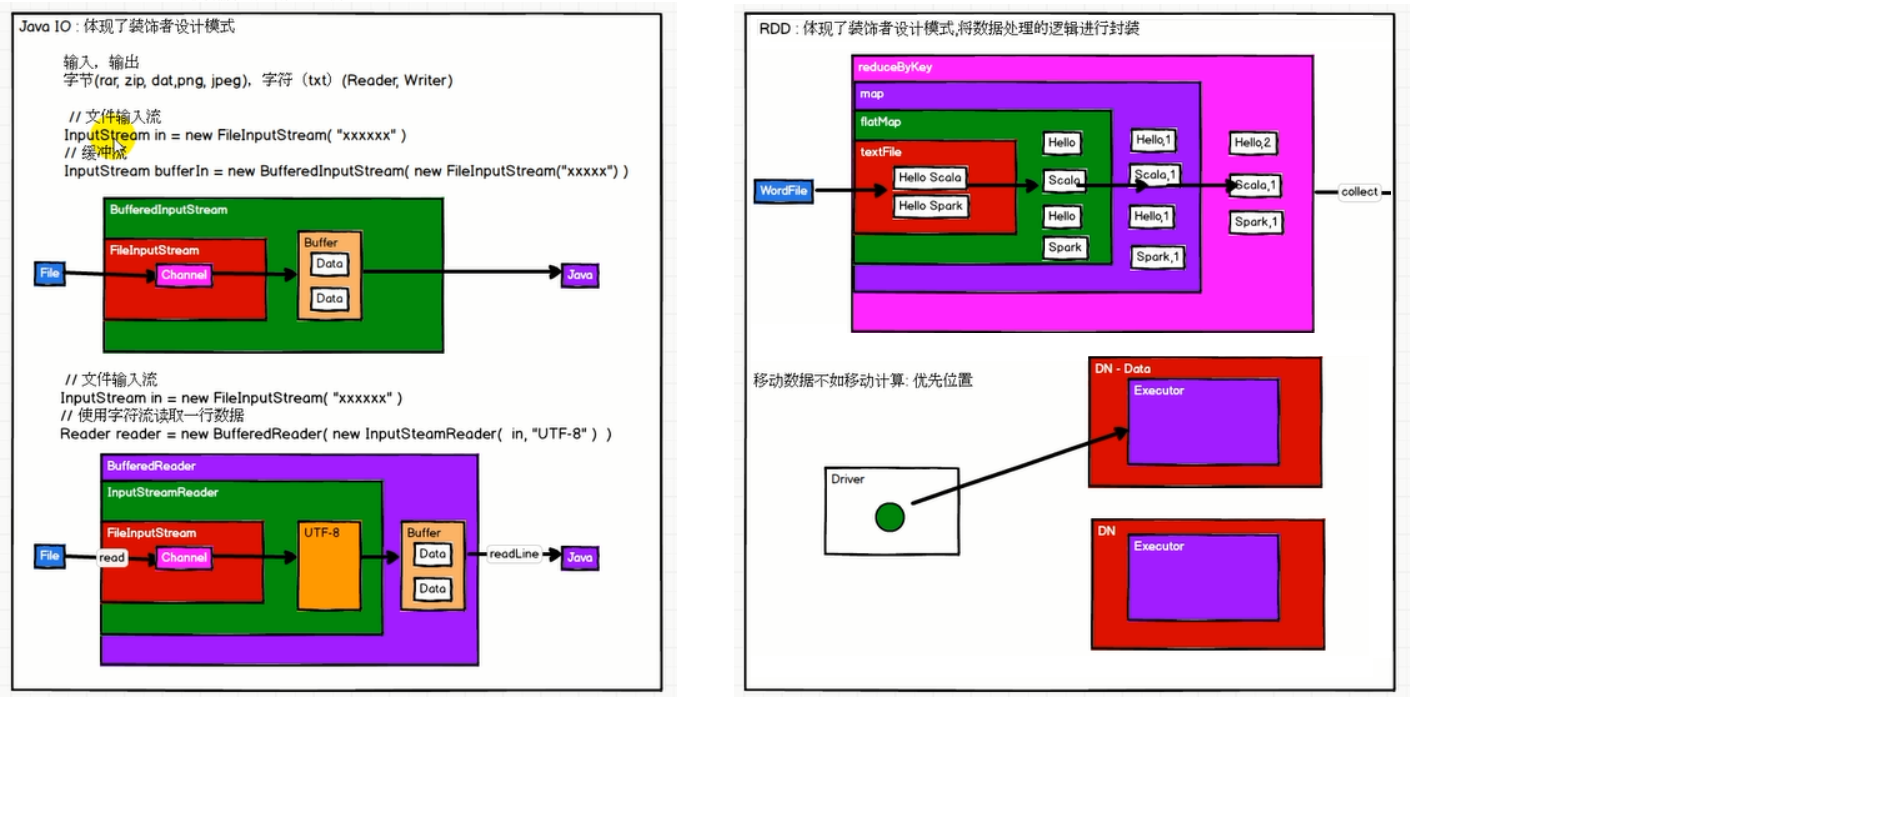 Java IO : 体现了装饰者设计模式
输入，输出
字节(rar, zip, dat,png, jpeg)，字符（txt）(Reader, Writer)
// 文件输入流
InputStream in = new FileInputStream( "xxxxxx" )
// 缓冲流
InputStream bufferIn = new BufferedInputStream( new FileInputStream("xxxxx") )
BufferedInputStream
FileInputStream
Buffer
File
Channel
Data
Data
Java
// 文件输入流
InputStream in = new FileInputStream( "xxxxxx" )
// 使用字符流读取一行数据
Reader reader = new BufferedReader( new InputSteamReader( in, "UTF-8" ) )
BufferedReader
InputStreamReader
FileInputStream
UTF-8
Buffer
File
read
Channel
Data
Data
readLine
Java
RDD : 体现了装饰者设计模式,将数据处理的逻辑进行封装
reduceByKey
map
flatMap
textFile
WordFile
Hello Scala
Hello Spark
Hello
Scala
Hello
Spark
Hello,1
Scala,1
Hello,1
Spark,1
Hello,2
Scala,1
Spark,1
collect
移动数据不如移动计算: 优先位置
DN - Data
Executor
Driver
DN
Executor